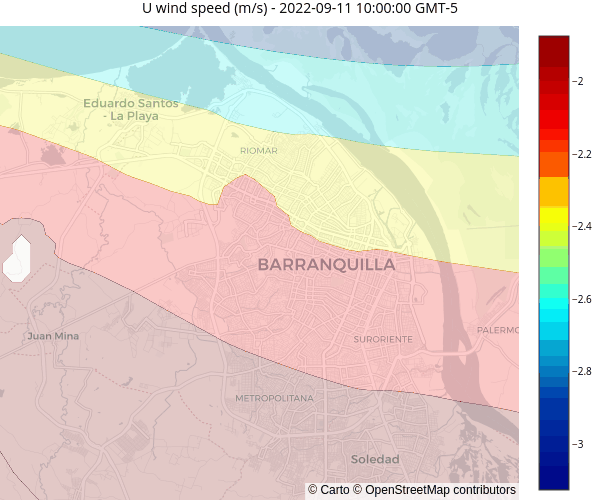 U wind speed (m/s) - 2022-09-11 10:00:00 GMT-5
−2
Eduardo Santos
- La Playa
RIOMAR
−2.2
−2.4
BARRANQUILLA
−2.6
Juan Mina
SURORIENTE
PALERMO
−2.8
METROPOLITANA
−3
Soledad
© Carto © OpenStreetMap contributors